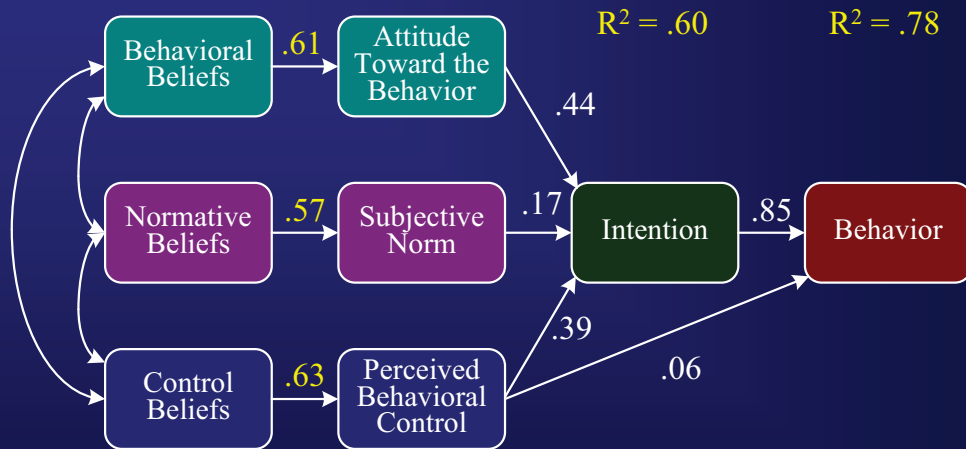 R² = .60
R² = .78
Behavioral
Beliefs
.61
Attitude
Toward the
Behavior
.44
Normative
Beliefs
.57
Subjective
Norm
.17
Intention
.85
Behavior
Control
Beliefs
.63
Perceived
Behavioral
Control
.39
.06